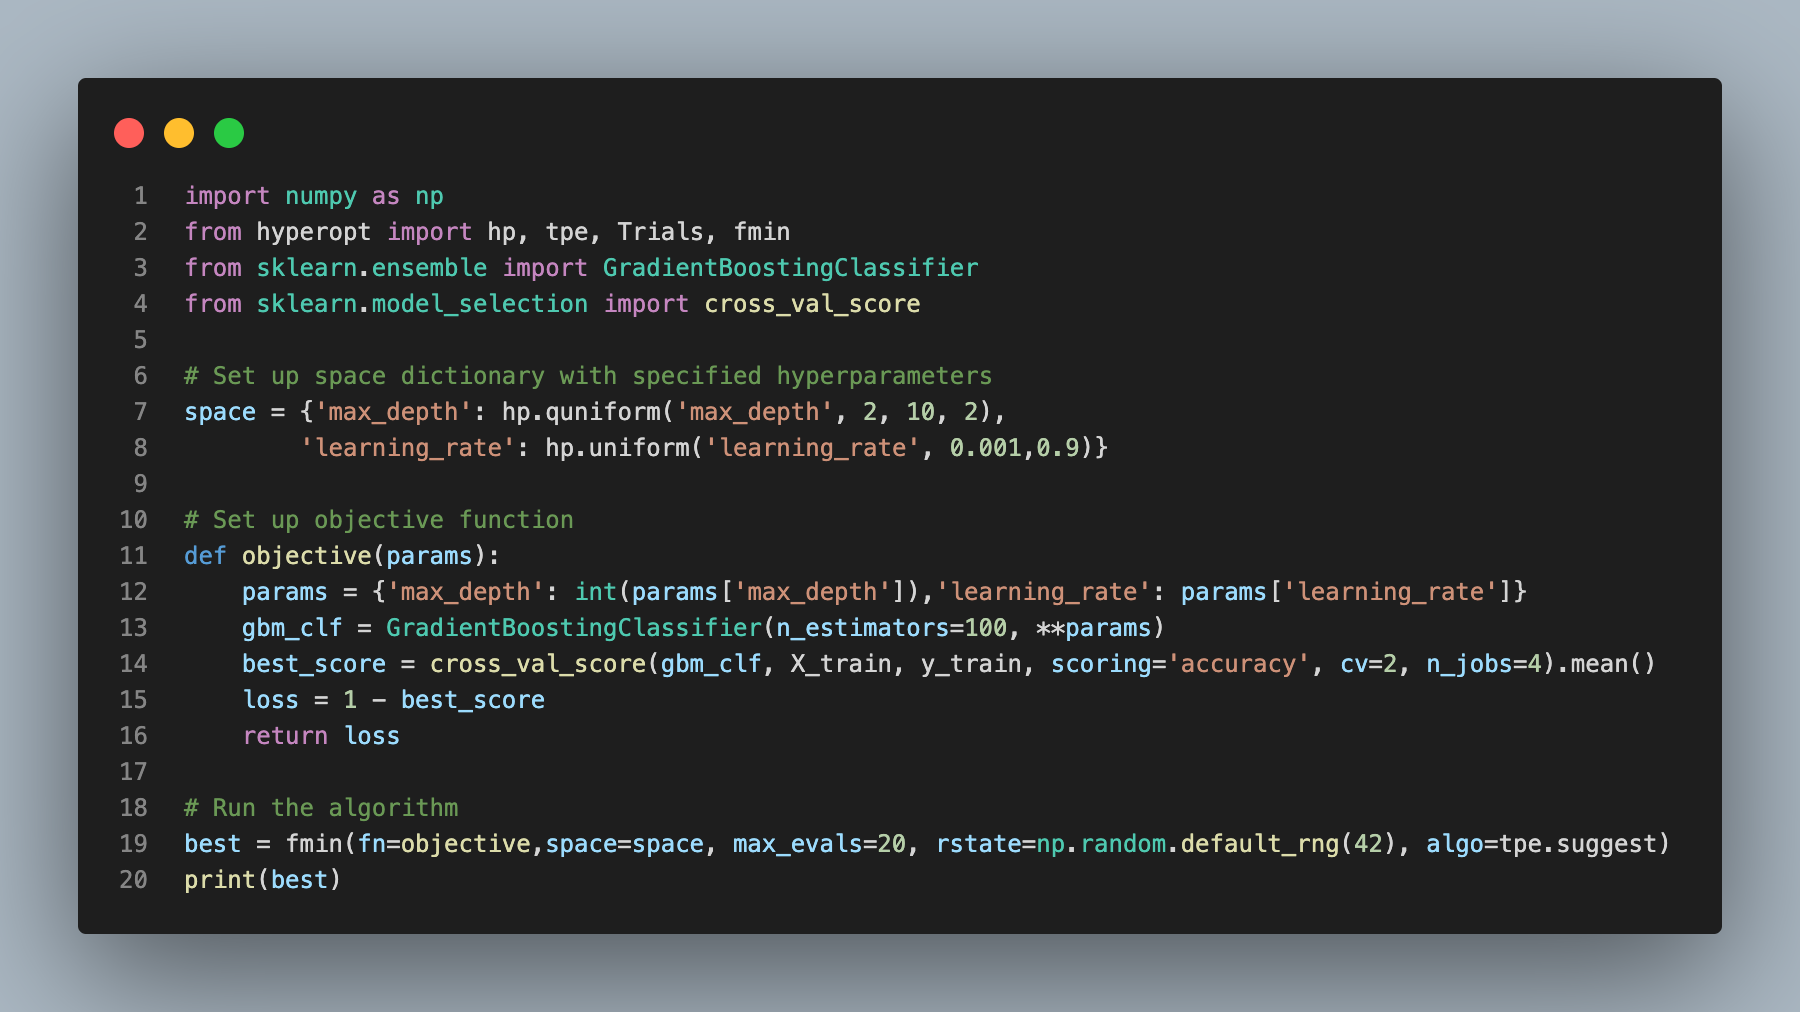 1 import numpy as np
2 from hyperopt import hp, tpe, Trials, fmin
3 from sklearn.ensemble import GradientBoostingClassifier
4 from sklearn.model_selection import cross_val_score
5
6 # Set up space dictionary with specified hyperparameters
7 space = {'max_depth': hp.quniform('max_depth', 2, 10, 2),
8         'learning_rate': hp.uniform('learning_rate', 0.001,0.9)}
9
10 # Set up objective function
11 def objective(params):
12     params = {'max_depth': int(params['max_depth']),'learning_rate': params['learning_rate']}
13     gbm_clf = GradientBoostingClassifier(n_estimators=100, **params)
14     best_score = cross_val_score(gbm_clf, X_train, y_train, scoring='accuracy', cv=2, n_jobs=4).mean()
15     loss = 1 - best_score
16     return loss
17
18 # Run the algorithm
19 best = fmin(fn=objective,space=space, max_evals=20, rstate=np.random.default_rng(42), algo=tpe.suggest)
20 print(best)